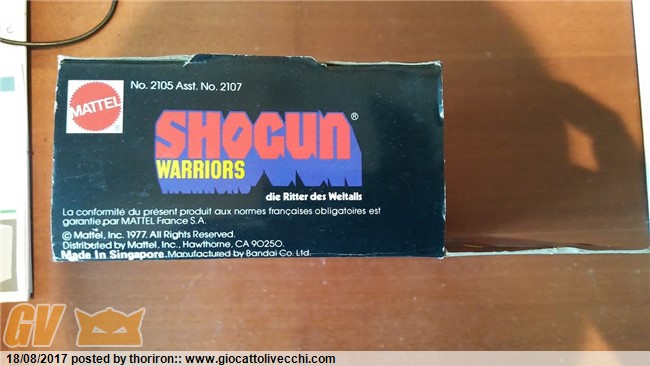 No. 2105 Asst. No. 2107
MATTEL
®
SHOGUN®
WARRIORS
die Ritter des Weltalls
La conformité du présent produit aux normes françaises obligatoires est
garantie par MATTEL France S.A.
© Mattel, Inc. 1977. All Rights Reserved.
Distributed by Mattel, Inc., Hawthorne, CA 90250.
Made In Singapore. Manufactured by Bandai Co. Ltd.
GV
18/08/2017 posted by thoriron:: www.giocattolivecchi.com